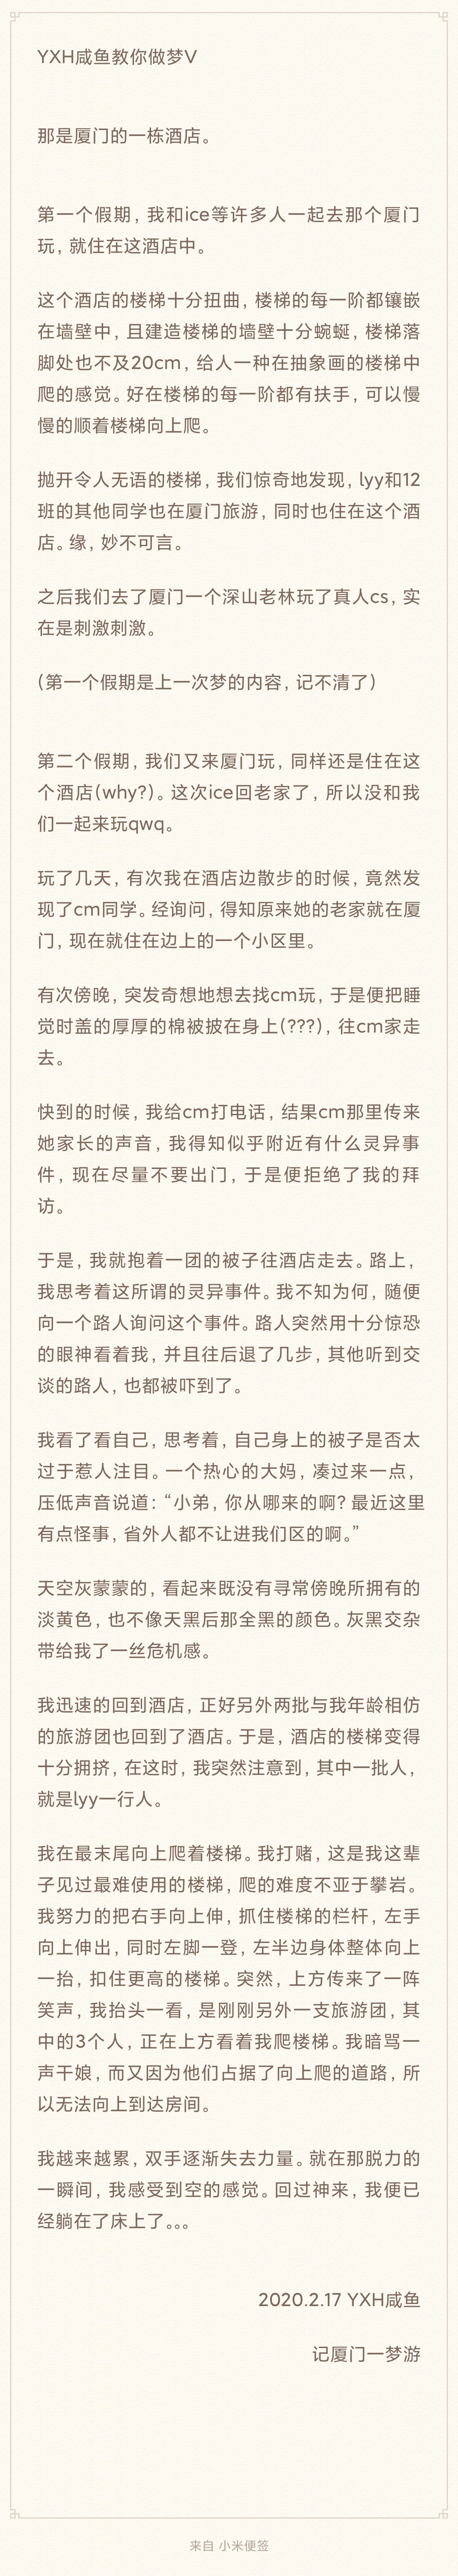 YXH咸鱼教你做梦V
那是厦门的一栋酒店。
第一个假期，我和ice等许多人一起去那个厦门
玩，就住在这酒店中。
这个酒店的楼梯十分扭曲，楼梯的每一阶都镶嵌
在墙壁中，且建造楼梯的墙壁十分蜿蜒，楼梯落
脚处也不及20cm，给人一种在抽象画的楼梯中
爬的感觉。好在楼梯的每一阶都有扶手，可以慢
慢的顺着楼梯向上爬。
抛开令人无语的楼梯，我们惊奇地发现，lyy和12
班的其他同学也在厦门旅游，同时也住在这个酒
店。缘，妙不可言。
之后我们去了厦门一个深山老林玩了真人cs，实
在是刺激刺激。
(第一个假期是上一次梦的内容，记不清了)
第二个假期，我们又来厦门玩，同样还是住在这
个酒店(why?)。这次ice回老家了，所以没和我
们一起来玩qwq。
玩了几天，有次我在酒店边散步的时候，竟然发
现了cm同学。经询问，得知原来她的老家就在厦
门，现在就住在边上的一个小区里。
有次傍晚，突发奇想地想去找cm玩，于是便把睡
觉时盖的厚厚的棉被披在身上(???)，往cm家走
去。
快到的时候，我给cm打电话，结果cm那里传来
她家长的声音，我得知似乎附近有什么灵异事
件，现在尽量不要出门，于是便拒绝了我的拜
访。
于是，我就抱着一团的被子往酒店走去。路上，
我思考着这所谓的灵异事件。我不知为何，随便
向一个路人询问这个事件。路人突然用十分惊恐
的眼神看着我，并且往后退了几步，其他听到交
谈的路人，也都被吓到了。
我看了看自己，思考着，自己身上的被子是否太
过于惹人注目。一个热心的大妈，凑过来一点，
压低声音说道：“小弟，你从哪来的啊？最近这里
有点怪事，省外人都不让进我们区的啊。”
天空灰蒙蒙的，看起来既没有寻常傍晚所拥有的
淡黄色，也不像天黑后那全黑的颜色。灰黑交杂
带给我了一丝危机感。
我迅速的回到酒店，正好另外两批与我年龄相仿
的旅游团也回到了酒店。于是，酒店的楼梯变得
十分拥挤，在这时，我突然注意到，其中一批人，
就是lyy一行人。
我在最末尾向上爬着楼梯。我打赌，这是我这辈
子见过最难使用的楼梯，爬的难度不亚于攀岩。
我努力的把右手向上伸，抓住楼梯的栏杆，左手
向上伸出，同时左脚一登，左半边身体整体向上
一抬，扣住更高的楼梯。突然，上方传来了一阵
笑声，我抬头一看，是刚刚另外一支旅游团，其
中的3个人，正在上方看着我爬楼梯。我暗骂一
声干娘，而又因为他们占据了向上爬的道路，所
以无法向上到达房间。
我越来越累，双手逐渐失去力量。就在那脱力的
一瞬间，我感受到空的感觉。回过神来，我便已
经躺在了床上了。。。
2020.2.17 YXH咸鱼
记厦门一梦游
来自 小米便签